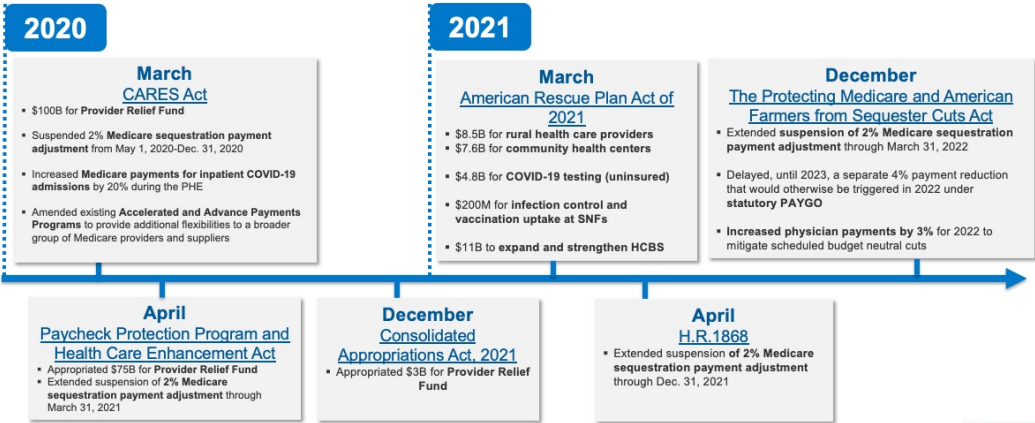 2020
2021
March
CARES Act
▪ $100B for Provider Relief Fund
▪ Suspended 2% Medicare sequestration payment
adjustment from May 1, 2020-Dec. 31, 2020
▪ Increased Medicare payments for inpatient COVID-19
admissions by 20% during the PHE
▪ Amended existing Accelerated and Advance Payments
Programs to provide additional flexibilities to a broader
group of Medicare providers and suppliers
March
American Rescue Plan Act of
2021
▪ $8.5B for rural health care providers
▪ $7.6B for community health centers
▪ $4.8B for COVID-19 testing (uninsured)
▪ $200M for infection control and
vaccination uptake at SNFs
▪ $11B to expand and strengthen HCBS
December
The Protecting Medicare and American
Farmers from Sequester Cuts Act
▪ Extended suspension of 2% Medicare sequestration
payment adjustment through March 31, 2022
▪ Delayed, until 2023, a separate 4% payment reduction
that would otherwise be triggered in 2022 under
statutory PAYGO
▪ Increased physician payments by 3% for 2022 to
mitigate scheduled budget neutral cuts
April
Paycheck Protection Program and
Health Care Enhancement Act
▪ Appropriated $75B for Provider Relief Fund
▪ Extended suspension of 2% Medicare
sequestration payment adjustment through
March 31, 2021
December
Consolidated
Appropriations Act, 2021
▪ Appropriated $3B for Provider Relief
Fund
April
H.R.1868
▪ Extended suspension of 2% Medicare
sequestration payment adjustment
through Dec. 31, 2021